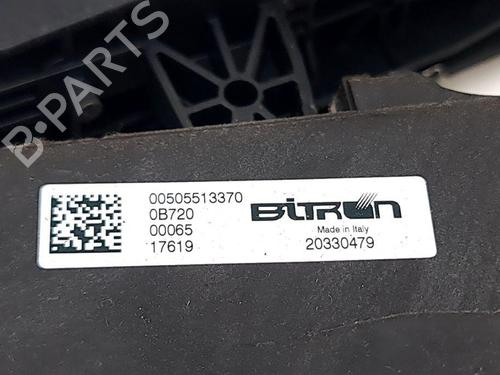 B-PARTS
00505513370
0B720
00065
17619
BITRON
Made in Italy
20330479